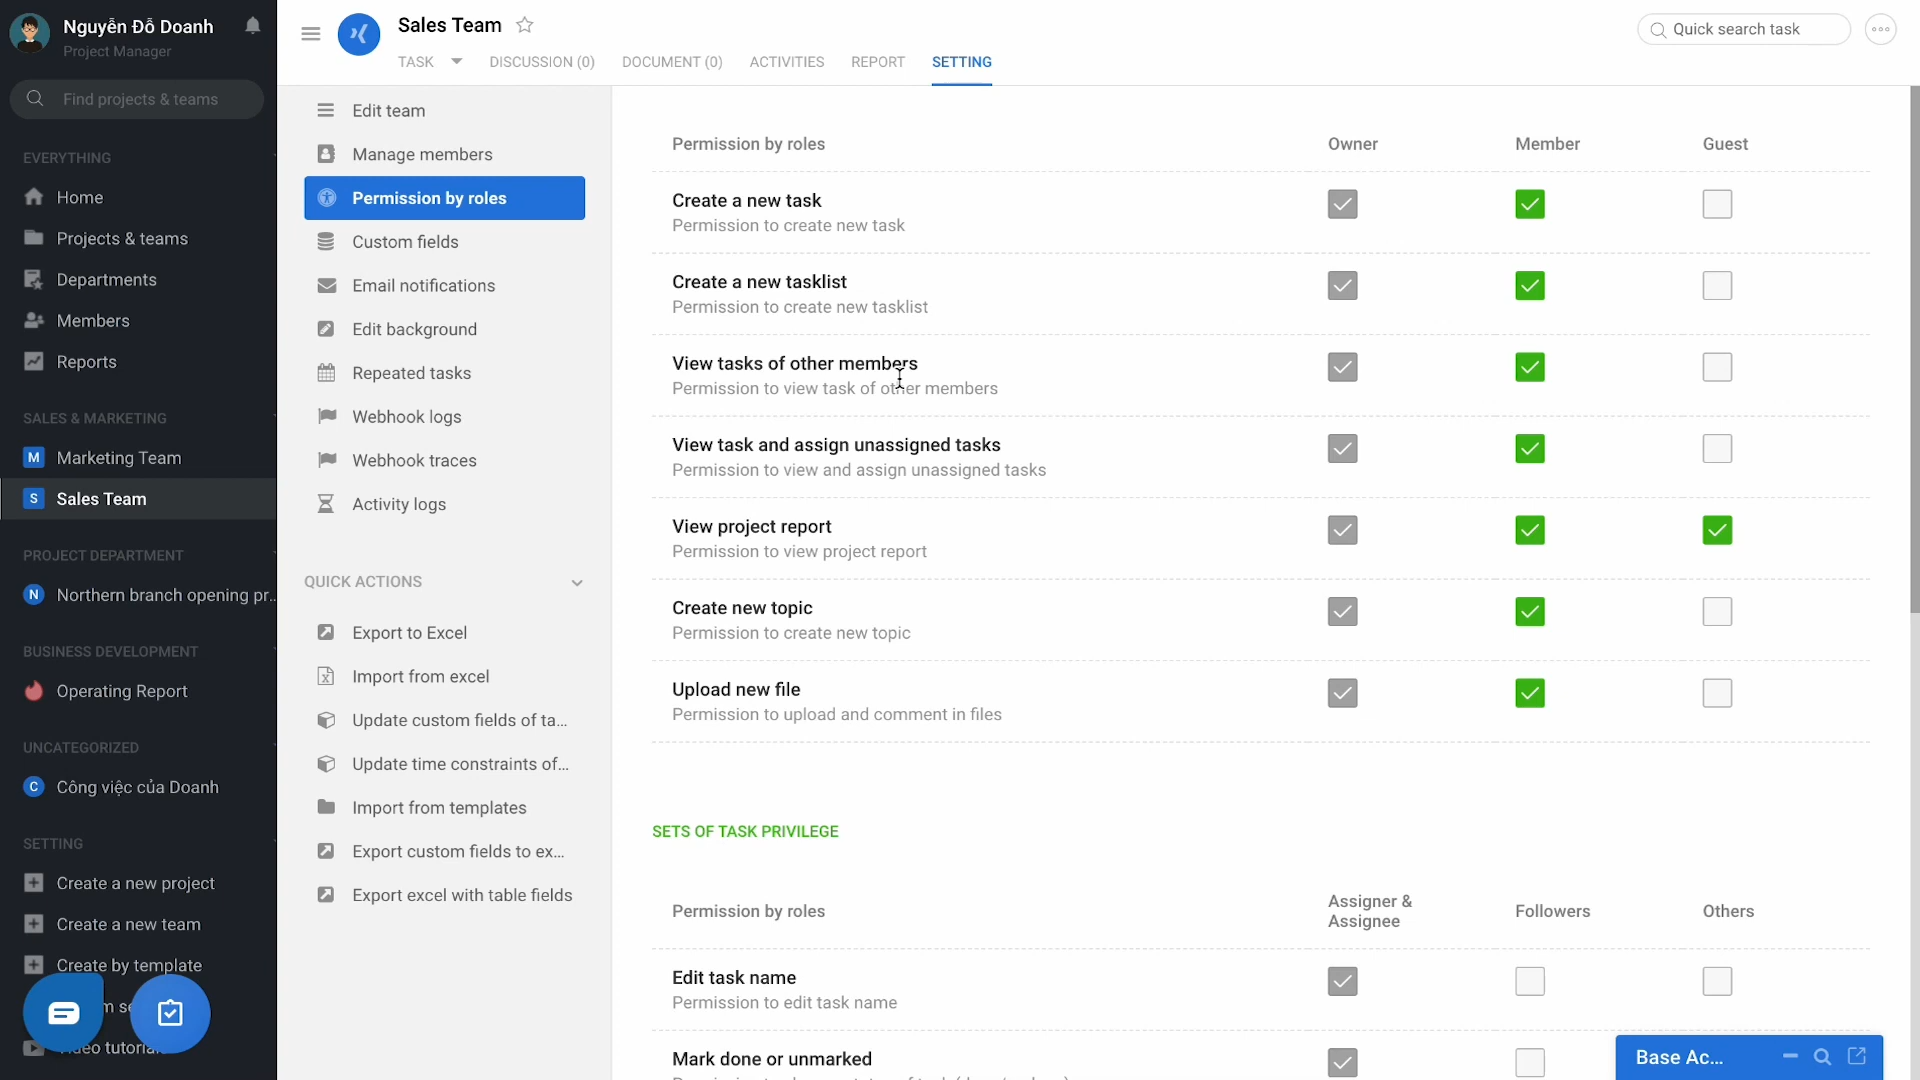 Nguyễn Đỗ Doanh
Project Manager
Find projects & teams
EVERYTHING
Home
Projects & teams
Departments
Members
Reports
SALES & MARKETING
M Marketing Team
S Sales Team
PROJECT DEPARTMENT
N Northern branch opening pr...
BUSINESS DEVELOPMENT
Operating Report
UNCATEGORIZED
C Công việc của Doanh
SETTING
Create a new project
Create a new team
Create by template
Sales Team
TASK
DISCUSSION (0)
DOCUMENT (0)
ACTIVITIES
REPORT
SETTING
Quick search task
Edit team
Manage members
Permission by roles
Custom fields
Email notifications
Edit background
Repeated tasks
Webhook logs
Webhook traces
Activity logs
QUICK ACTIONS
Export to Excel
Import from excel
Update custom fields of ta...
Update time constraints of...
Import from templates
Export custom fields to ex...
Export excel with table fields
Permission by roles Owner Member Guest
Create a new task
Permission to create new task
Create a new tasklist
Permission to create new tasklist
View tasks of other members
Permission to view task of other members
View task and assign unassigned tasks
Permission to view and assign unassigned tasks
View project report
Permission to view project report
Create new topic
Permission to create new topic
Upload new file
Permission to upload and comment in files
SETS OF TASK PRIVILEGE
Permission by roles Assigner & Assignee Followers Others
Edit task name
Permission to edit task name
Mark done or unmarked
Base Ac...